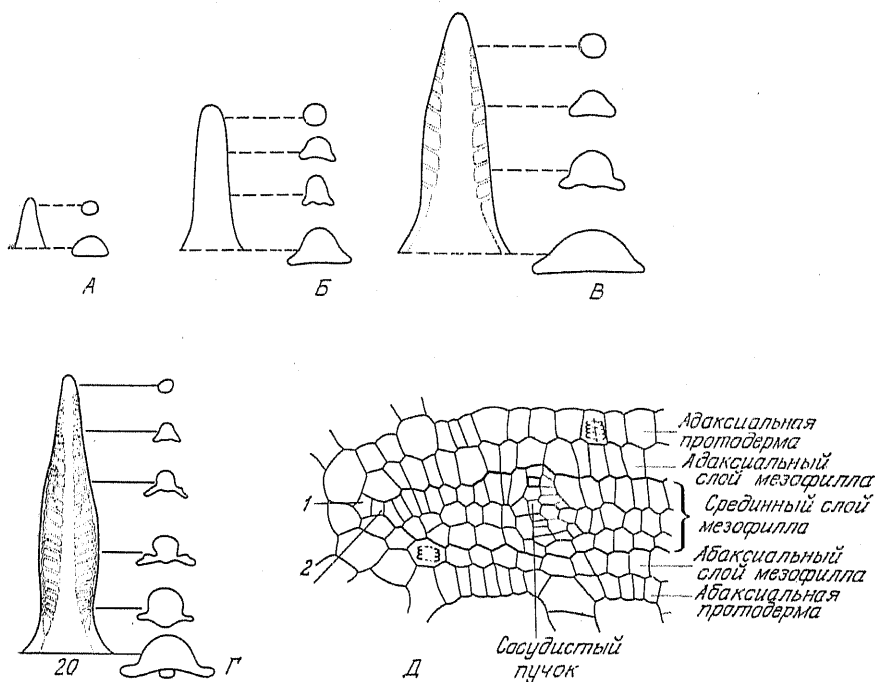 А
Б
В
20
Г
Адаксиальная
протодерма
Адаксиальный
слой мезофилла
Срединный слой
мезофилла
Абаксиальный
слой мезофилла
Абаксиальная
протодерма
1
2
Сосудистый
пучок
Д